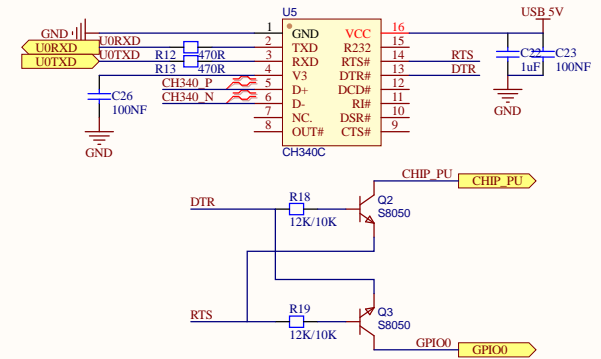 U5
USB 5V
GND
1
GND
VCC
16
U0RXD
U0RXD
2
TXD
R232
15
R12
470R
U0TXD
U0TXD
3
RXD
RTS#
14
RTS
C22
C23
R13
470R
4
V3
DTR#
13
DTR
1uF
100NF
CH340_P
5
D+
DCD#
12
C26
CH340_N
6
D-
RI#
11
100NF
7
NC.
DSR#
10
GND
8
OUT#
CTS#
9
GND
CH340C
CHIP_PU
CHIP_PU
DTR
R18
Q2
12K/10K
S8050
RTS
R19
Q3
12K/10K
S8050
GPIO0
GPIO0